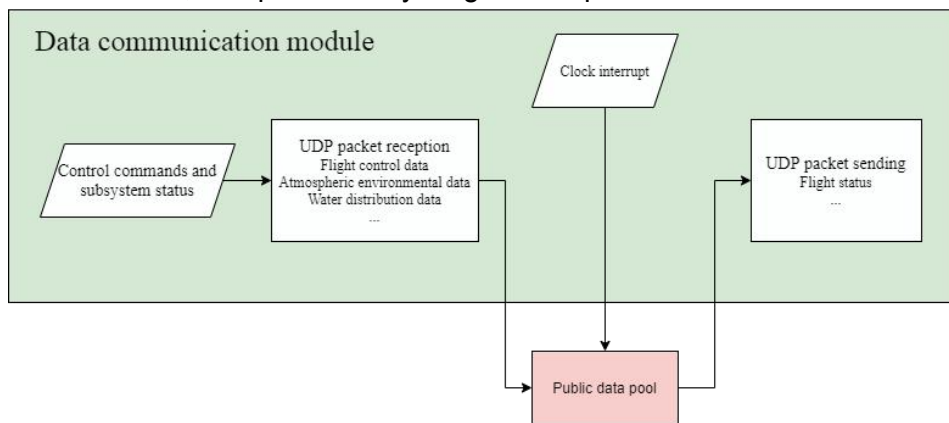 Data communication module
Clock interrupt
Control commands and
subsystem status
UDP packet reception
Flight control data
Atmospheric environmental data
Water distribution data
...
UDP packet sending
Flight status
...
Public data pool